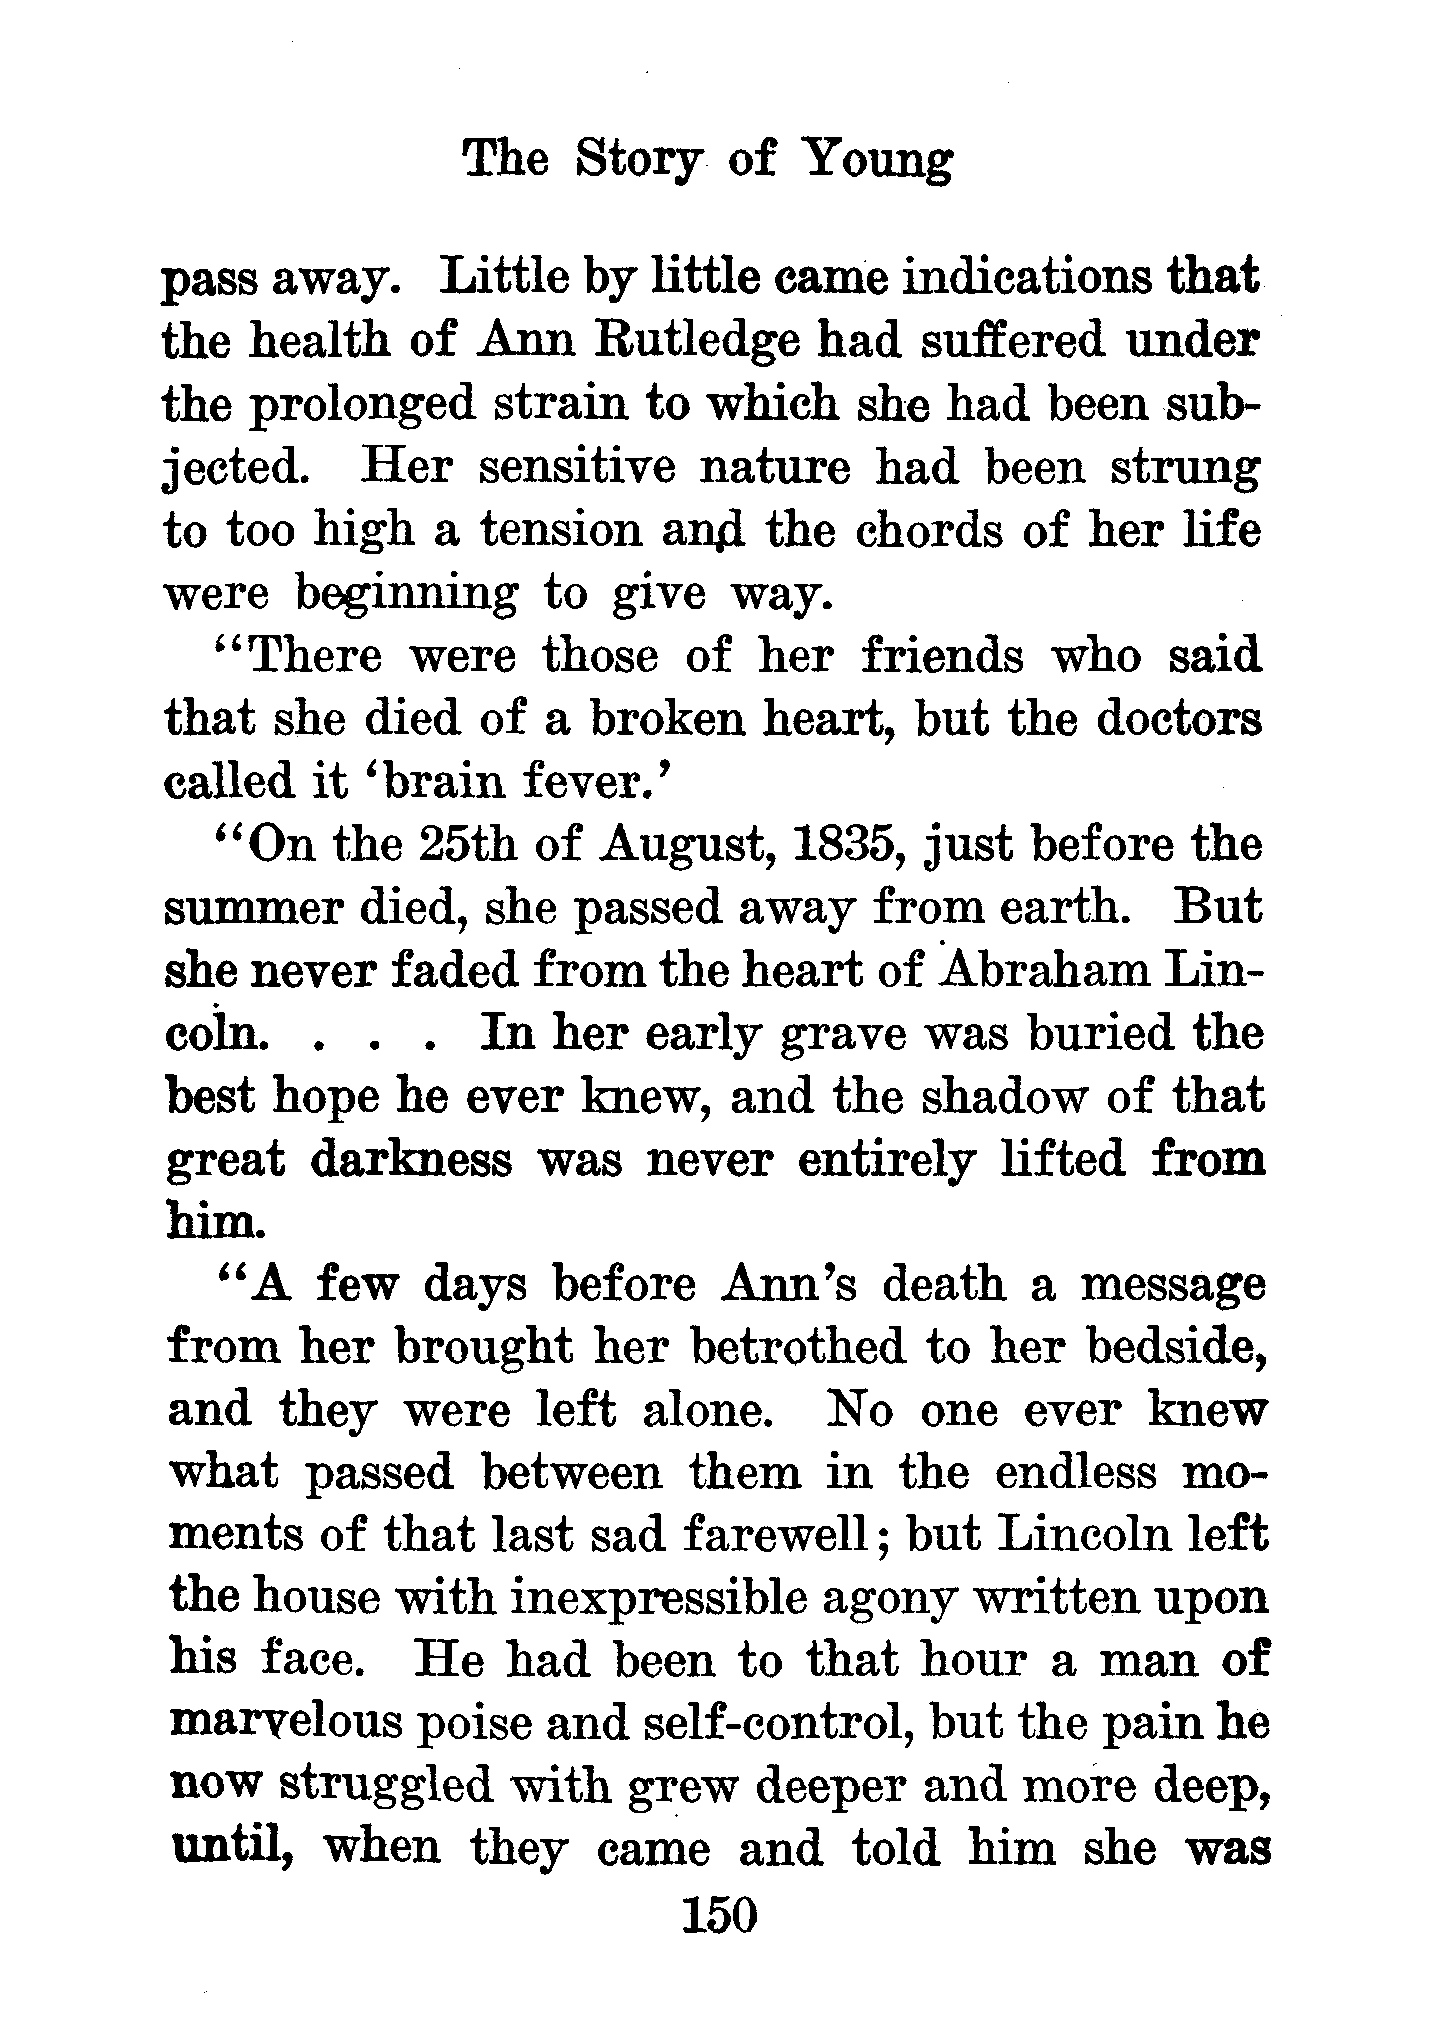 The Story of Young
pass away. Little by little came indications that
the health of Ann Rutledge had suffered under
the prolonged strain to which she had been sub-
jected. Her sensitive nature had been strung
to too high a tension and the chords of her life
were beginning to give way.
“There were those of her friends who said
that she died of a broken heart, but the doctors
called it ‘brain fever.’
“On the 25th of August, 1835, just before the
summer died, she passed away from earth. But
she never faded from the heart of Abraham Lin-
coln. . . . In her early grave was buried the
best hope he ever knew, and the shadow of that
great darkness was never entirely lifted from
him.
“A few days before Ann’s death a message
from her brought her betrothed to her bedside,
and they were left alone. No one ever knew
what passed between them in the endless mo-
ments of that last sad farewell; but Lincoln left
the house with inexpressible agony written upon
his face. He had been to that hour a man of
marvelous poise and self-control, but the pain he
now struggled with grew deeper and more deep,
until, when they came and told him she was
150